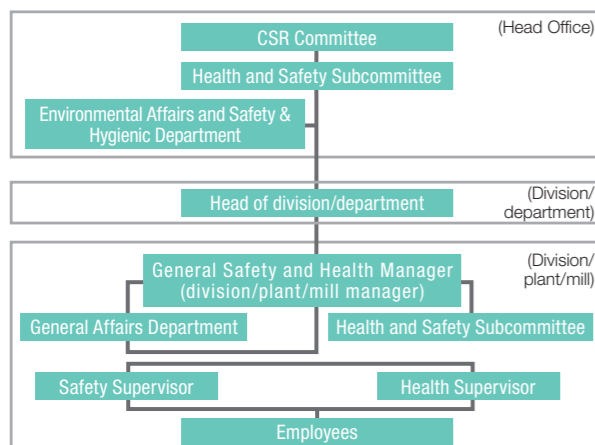 CSR Committee
(Head Office)
Health and Safety Subcommittee
Environmental Affairs and Safety &
Hygienic Department
Head of division/department
(Division/
department)
General Safety and Health Manager
(division/plant/mill manager)
(Division/
plant/mill)
General Affairs Department
Health and Safety Subcommittee
Safety Supervisor
Health Supervisor
Employees